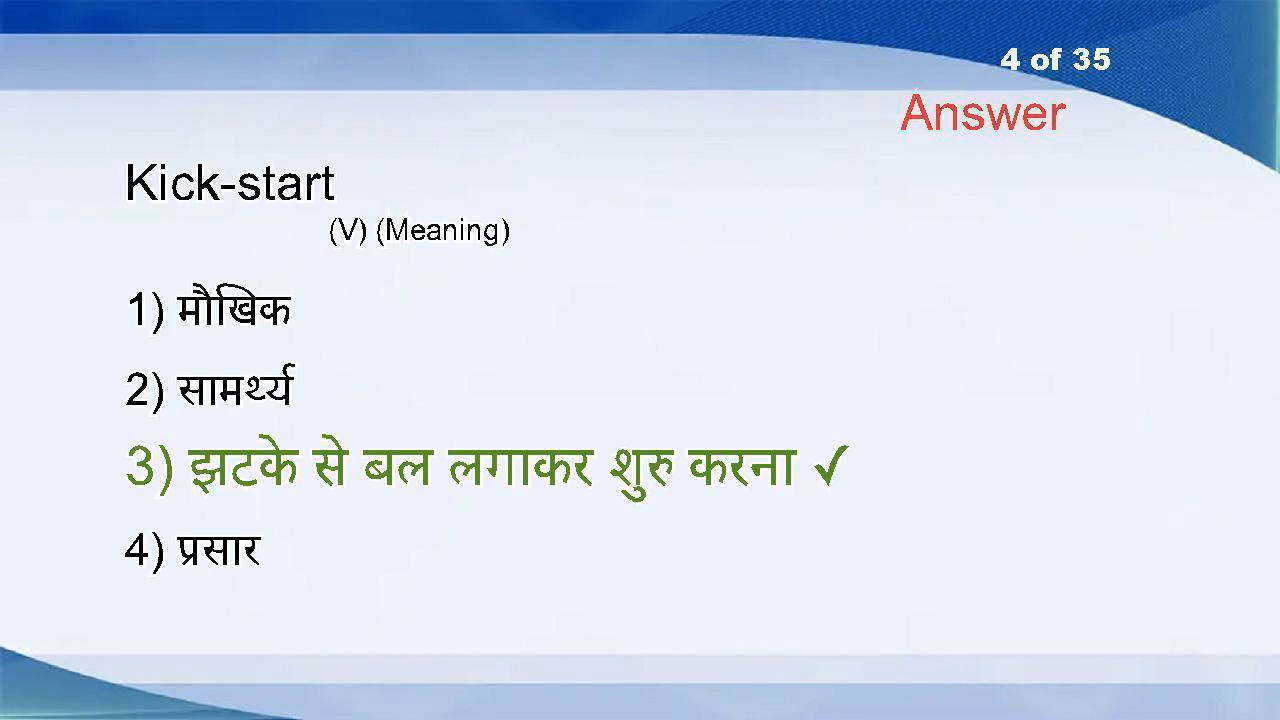 4 of 35
Answer
Kick-start
(V) (Meaning)
1) मौखिक
2) सामर्थ्य
3) झटके से बल लगाकर शुरु करना ✓
4) प्रसार